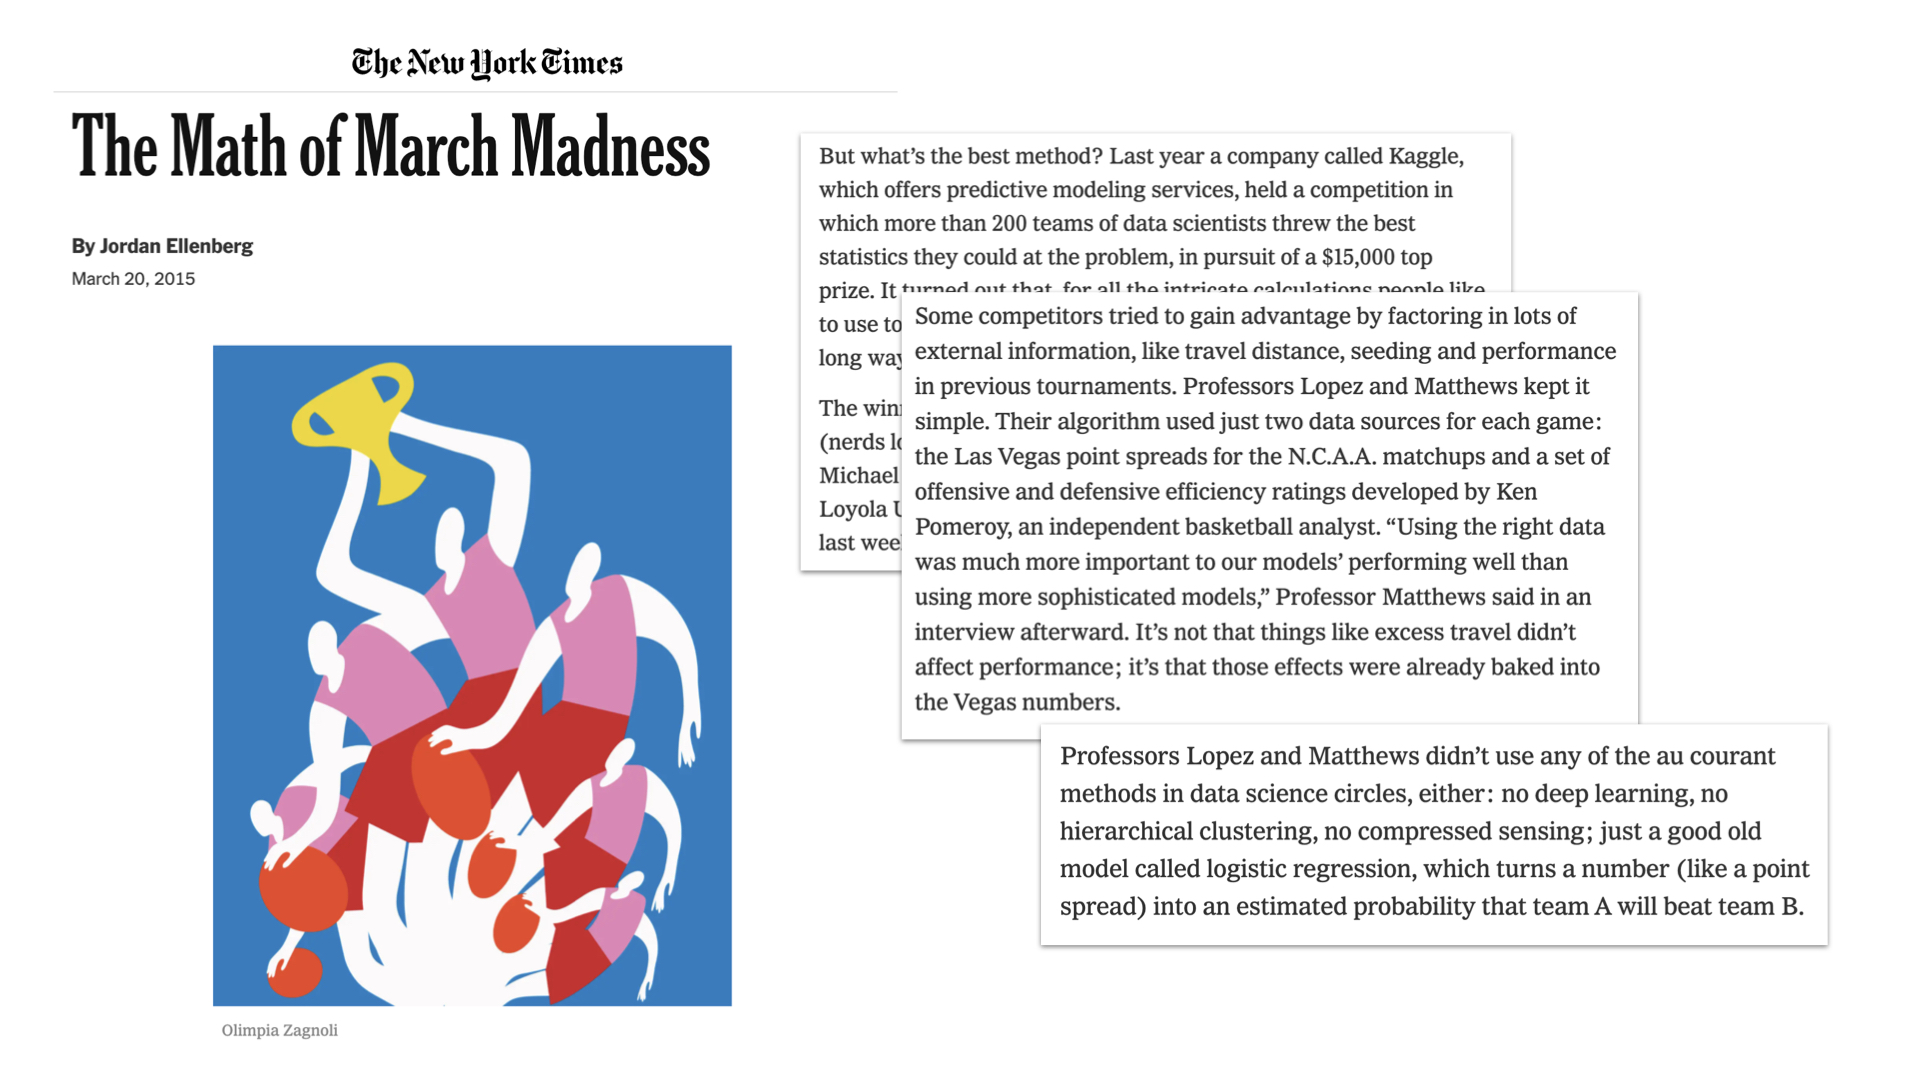 The New York Times
The Math of March Madness
By Jordan Ellenberg
March 20, 2015
Olimpia Zagnoli
But what’s the best method? Last year a company called Kaggle,
which offers predictive modeling services, held a competition in
which more than 200 teams of data scientists threw the best
statistics they could at the problem, in pursuit of a $15,000 top
prize. It turned out that, for all the intricate calculations people like
to use to
long way
The win
(nerds lo
Michael
Loyola U
last wee
Some competitors tried to gain advantage by factoring in lots of
external information, like travel distance, seeding and performance
in previous tournaments. Professors Lopez and Matthews kept it
simple. Their algorithm used just two data sources for each game:
the Las Vegas point spreads for the N.C.A.A. matchups and a set of
offensive and defensive efficiency ratings developed by Ken
Pomeroy, an independent basketball analyst. “Using the right data
was much more important to our models’ performing well than
using more sophisticated models,” Professor Matthews said in an
interview afterward. It’s not that things like excess travel didn’t
affect performance; it’s that those effects were already baked into
the Vegas numbers.
Professors Lopez and Matthews didn’t use any of the au courant
methods in data science circles, either: no deep learning, no
hierarchical clustering, no compressed sensing; just a good old
model called logistic regression, which turns a number (like a point
spread) into an estimated probability that team A will beat team B.